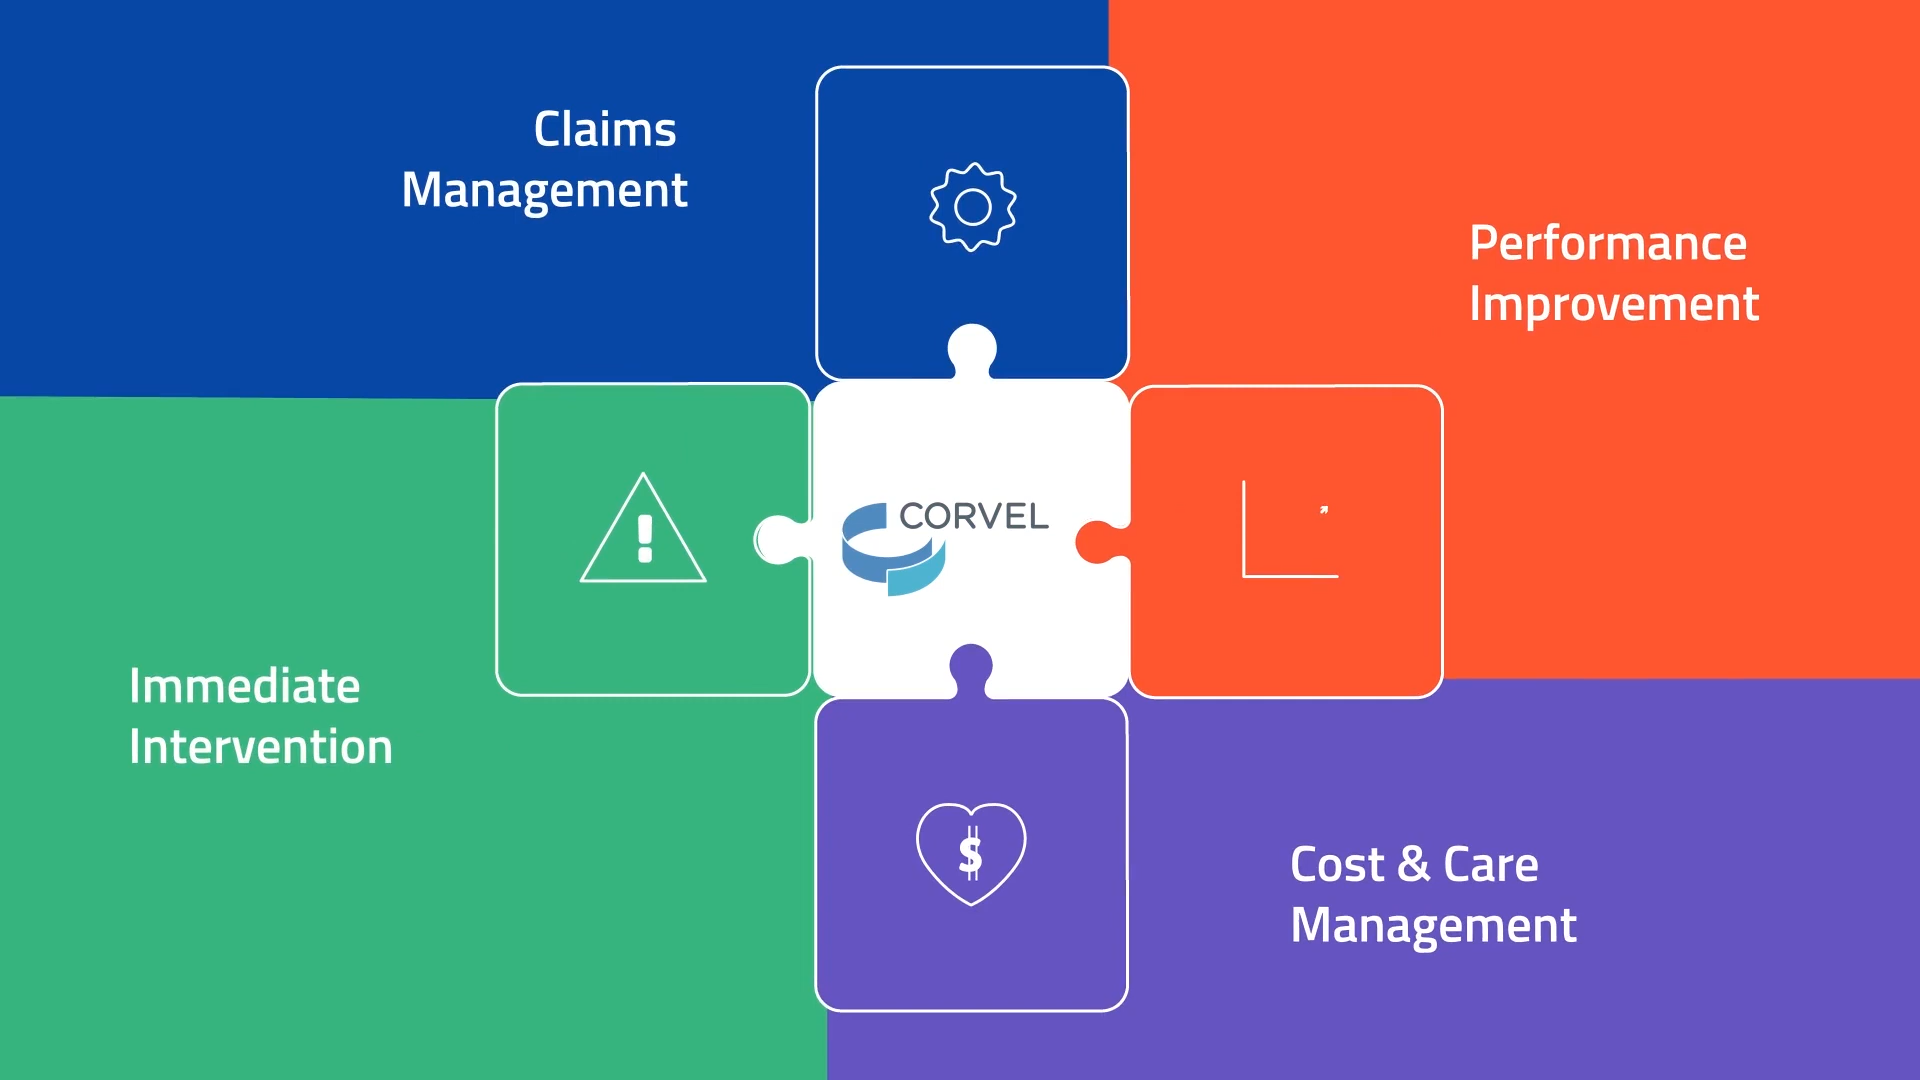 Claims
Management
Performance
Improvement
CORVEL
!
Immediate
Intervention
$
Cost & Care
Management